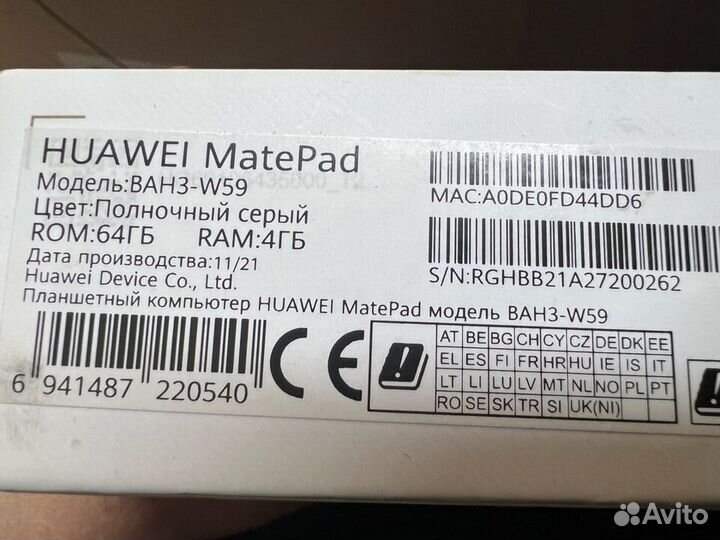 HUAWEI MatePad
Модель:BAH3-W59
Цвет:Полночный серый
ROM:64ГБ RAM:4ГБ
Дата производства:11/21
Huawei Device Co., Ltd.
Планшетный компьютер HUAWEI MatePad модель BAH3-W59
MAC:A0DE0FD44DD6
S/N:RGHBB21A27200262
6 941487 220540
CE
AT BE BG CH CY CZ DE DK EE
EL ES FI FR HR HU IE IS IT
LT LI LU LV MT NL NO PL PT
RO SE SK TR SI UK(NI)
Avito